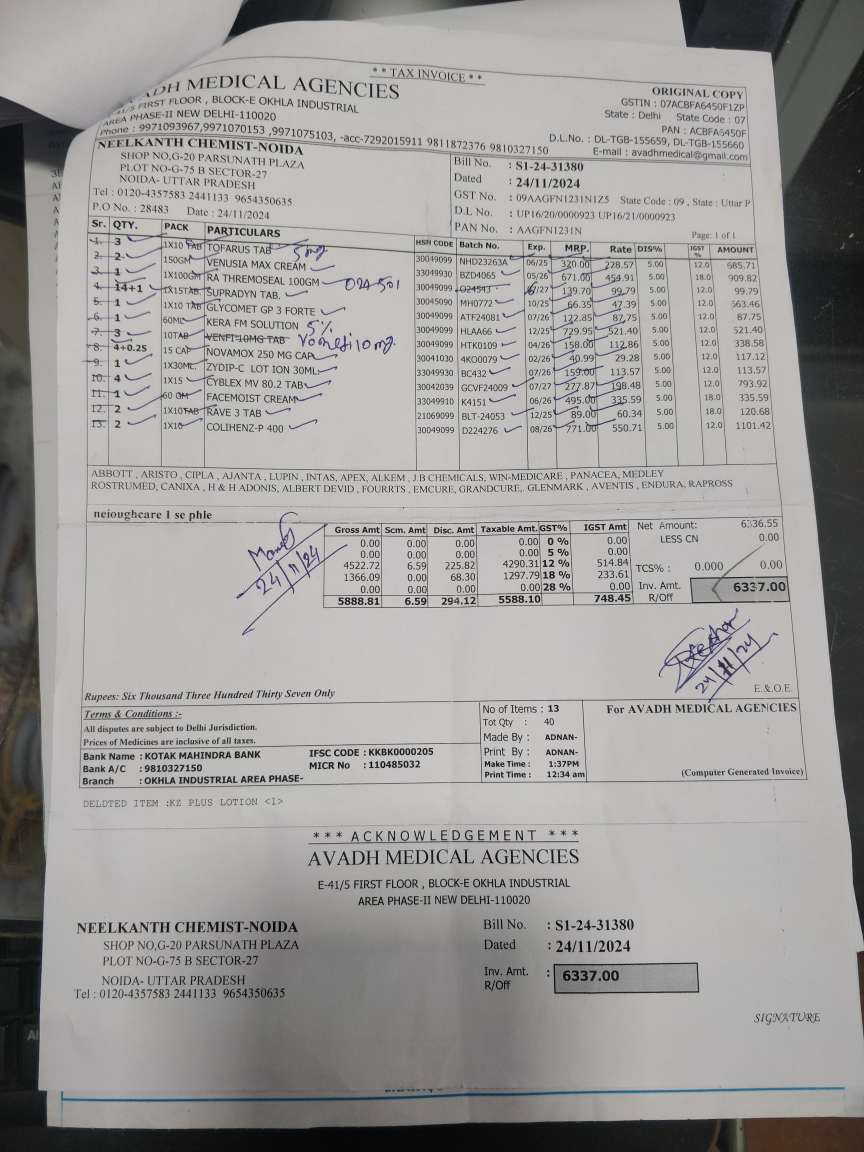 * * TAX INVOICE * *
ADH MEDICAL AGENCIES
ORIGINAL COPY
-41/5 FIRST FLOOR , BLOCK-E OKHLA INDUSTRIAL
GSTIN : 07ACBFA6450F1ZP
AREA PHASE-II NEW DELHI-110020
State : Delhi State Code : 07
PAN : ACBFA6450F
Phone : 9971093967,9971070153 ,9971075103, -acc-7292015911 9811872376 9810327150
D.L.No. : DL-TGB-155659, DL-TGB-155660
E-mail : avadhmedical@gmail.com
NEELKANTH CHEMIST-NOIDA
SHOP NO,G-20 PARSUNATH PLAZA
PLOT NO-G-75 B SECTOR-27
NOIDA- UTTAR PRADESH
Tel : 0120-4357583 2441133 9654350635
P.O No. : 28483 Date : 24/11/2024
Bill No. : S1-24-31380
Dated : 24/11/2024
GST No. : 09AAGFN1231N1Z5 State Code : 09 , State : Uttar P
D.L No. : UP16/20/0000923 UP16/21/0000923
PAN No. : AAGFN1231N
Page: 1 of 1
Sr. QTY. PACK PARTICULARS HSN CODE Batch No. Exp. MRP. Rate DIS% IGST % AMOUNT
1. 3 1X10 TAB TOFARUS TAB 5mg 30049099 NHD23263A 06/25 320.00 228.57 5.00 12.0 685.71
2. 2 150GM VENUSIA MAX CREAM 33049930 BZD4065 05/26 671.00 454.91 5.00 18.0 909.82
3. 1 1X100GM RA THERMOSEAL 100GM 024501 30049099 O24543 /27 139.70 99.79 5.00 12.0 99.79
4. 14+1 1X15TAB SUPRADYN TAB. 30045090 MH0772 10/25 66.35 47.39 5.00 12.0 663.46
5. 1 1X10 TAB GLYCOMET GP 3 FORTE 30049099 ATF24081 07/26 122.85 87.75 5.00 12.0 87.75
6. 1 60ML KERA FM SOLUTION 5% 30049099 HLAA66 12/25 729.95 521.40 5.00 12.0 521.40
7. 3 10TAB VENFI 10MG TAB 10mg. 30049099 HTK0109 04/26 158.00 112.86 5.00 12.0 338.58
8. 4+0.25 15 CAP NOVAMOX 250 MG CAP 30041030 4KO0079 02/26 40.99 29.28 5.00 12.0 117.12
9. 1 1X30ML ZYDIP-C LOT ION 30ML. 33049930 BC432 07/26 159.00 113.57 5.00 12.0 113.57
10. 4 1X15 CYBLEX MV 80.2 TAB 30042039 GCVF24009 07/27 277.87 198.48 5.00 12.0 793.92
11. 1 60 GM FACEMOIST CREAM 33049910 K4151 06/26 495.00 335.59 5.00 18.0 335.59
12. 2 1X10TAB RAVE 3 TAB 21069099 BLT-24053 12/25 89.00 60.34 5.00 18.0 120.68
13. 2 1X10 COLIHENZ-P 400 30049099 D224276 08/26 771.00 550.71 5.00 12.0 1101.42
ABBOTT , ARISTO , CIPLA , AJANTA , LUPIN , INTAS, APEX, ALKEM , J.B CHEMICALS, WIN-MEDICARE , PANACEA, MEDLEY
ROSTRUMED, CANIXA , H & H ADONIS, ALBERT DEVID , FOURRTS , EMCURE, GRANDCURE,. GLENMARK , AVENTIS , ENDURA, RAPROSS
neioughcare 1 se phle
24/11/24
Gross Amt Scm. Amt Disc. Amt Taxable Amt. GST% IGST Amt
0.00 0.00 0.00 0.00 0 % 0.00
0.00 0.00 0.00 0.00 5 % 0.00
4522.72 6.59 225.82 4290.31 12 % 514.84
1366.09 0.00 68.30 1297.79 18 % 233.61
0.00 0.00 0.00 0.00 28 % 0.00
5888.81 6.59 294.12 5588.10 748.45
Net Amount: 6336.55
LESS CN 0.00
TCS% : 0.000 0.00
Inv. Amt. R/Off 6337.00
24/11/24
E.& O.E.
Rupees: Six Thousand Three Hundred Thirty Seven Only
Terms & Conditions :-
All disputes are subject to Delhi Jurisdiction.
Prices of Medicines are inclusive of all taxes.
Bank Name : KOTAK MAHINDRA BANK IFSC CODE : KKBK0000205
Bank A/C : 9810327150 MICR No : 110485032
Branch : OKHLA INDUSTRIAL AREA PHASE-
No of Items : 13
Tot Qty : 40
Made By : ADNAN-
Print By : ADNAN-
Make Time : 1:37PM
Print Time : 12:34 am
For AVADH MEDICAL AGENCIES
(Computer Generated Invoice)
DELDTED ITEM :KZ PLUS LOTION <1>
* * * ACKNOWLEDGEMENT * * *
AVADH MEDICAL AGENCIES
E-41/5 FIRST FLOOR , BLOCK-E OKHLA INDUSTRIAL
AREA PHASE-II NEW DELHI-110020
NEELKANTH CHEMIST-NOIDA
SHOP NO,G-20 PARSUNATH PLAZA
PLOT NO-G-75 B SECTOR-27
NOIDA- UTTAR PRADESH
Tel : 0120-4357583 2441133 9654350635
Bill No. : S1-24-31380
Dated : 24/11/2024
Inv. Amt. : 6337.00
R/Off
SIGNATURE